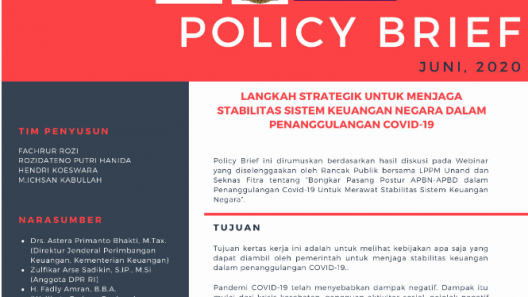 POLICY BRIEF
JUNI, 2020
TIM PENYUSUN
FACHRUR ROZI
ROZIDATENO PUTRI HANIDA
HENDRI KOESWARA
M.ICHSAN KABULLAH
NARASUMBER
Drs. Astera Primanto Bhakti, M.Tax.
(Direktur Jenderal Perimbangan
Keuangan, Kementerian Keuangan)
Zulfikar Arse Sadikin, S.IP., M.Si
(Anggota DPR RI)
H. Fadly Amran, B.B.A.
LANGKAH STRATEGIK UNTUK MENJAGA
STABILITAS SISTEM KEUANGAN NEGARA DALAM
PENANGGULANGAN COVID-19
Policy Brief ini dirumuskan berdasarkan hasil diskusi pada Webinar
yang diselenggaakan oleh Rancak Publik bersama LPPM Unand dan
Seknas Fitra tentang "Bongkar Pasang Postur APBN-APBD dalam
Penanggulangan Covid-19 Untuk Merawat Stabilitas Sistem Keuangan
Negara".
TUJUAN
Tujuan kertas kerja ini adalah untuk melihat kebijakan apa saja yang
dapat diambil oleh pemerintah untuk menjaga stabilitas keuangan
dalam penanggulangan COVID-19..
Pandemi COVID-19 telah menyebabkan dampak negatif. Dampak itu